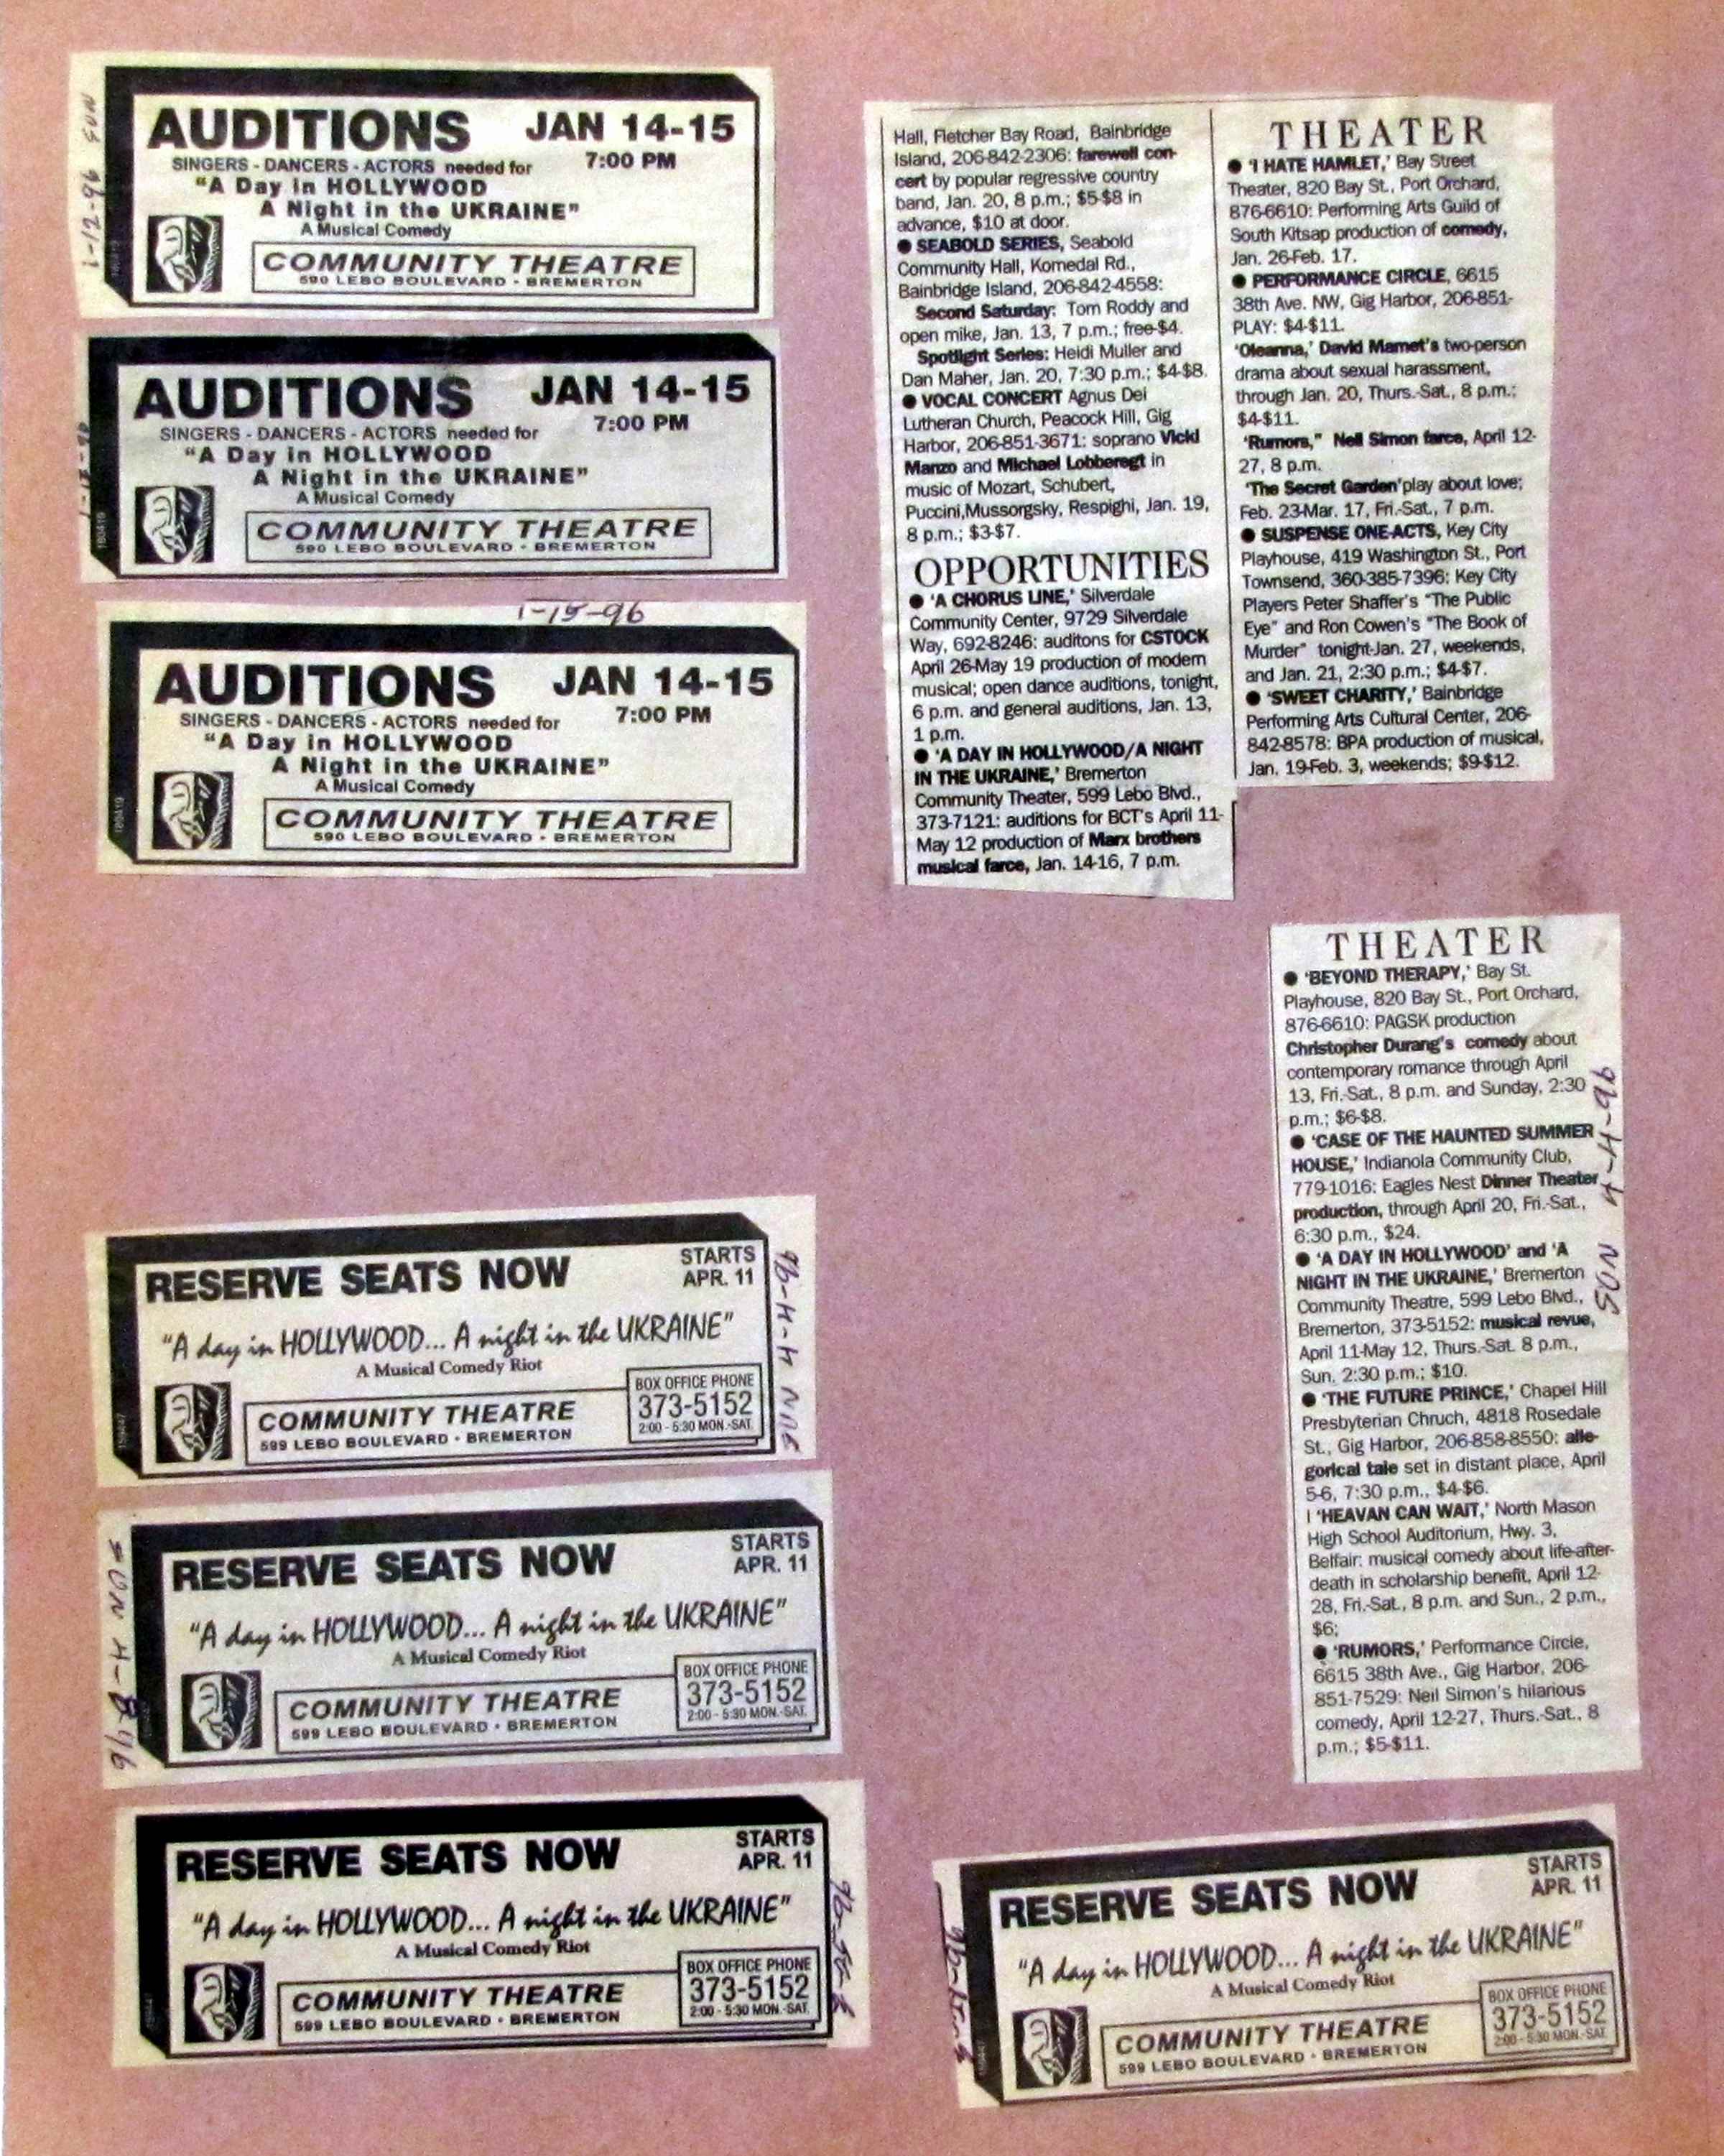 1-12-96 SUN
AUDITIONS JAN 14-15
SINGERS - DANCERS - ACTORS needed for 7:00 PM
"A Day in HOLLYWOOD
A Night in the UKRAINE"
A Musical Comedy
COMMUNITY THEATRE
590 LEBO BOULEVARD · BREMERTON
AUDITIONS JAN 14-15
SINGERS - DANCERS - ACTORS needed for 7:00 PM
"A Day in HOLLYWOOD
A Night in the UKRAINE"
A Musical Comedy
COMMUNITY THEATRE
590 LEBO BOULEVARD · BREMERTON
180419
1-15-96
AUDITIONS JAN 14-15
SINGERS - DANCERS - ACTORS needed for 7:00 PM
"A Day in HOLLYWOOD
A Night in the UKRAINE"
A Musical Comedy
COMMUNITY THEATRE
590 LEBO BOULEVARD · BREMERTON
180419
Hall, Fletcher Bay Road, Bainbridge
Island, 206-842-2306: farewell con-
cert by popular regressive country
band, Jan. 20, 8 p.m.; $5-$8 in
advance, $10 at door.
● SEABOLD SERIES, Seabold
Community Hall, Komedal Rd.,
Bainbridge Island, 206-842-4558:
Second Saturday: Tom Roddy and
open mike, Jan. 13, 7 p.m.; free-$4.
Spotlight Series: Heidi Muller and
Dan Maher, Jan. 20, 7:30 p.m.; $4-$8.
● VOCAL CONCERT Agnus Dei
Lutheran Church, Peacock Hill, Gig
Harbor, 206-851-3671: soprano Vicki
Manzo and Michael Lobberegt in
music of Mozart, Schubert,
Puccini,Mussorgsky, Respighi, Jan. 19,
8 p.m.; $3-$7.
OPPORTUNITIES
● 'A CHORUS LINE,' Silverdale
Community Center, 9729 Silverdale
Way, 692-8246: auditons for CSTOCK
April 26-May 19 production of modern
musical; open dance auditions, tonight,
6 p.m. and general auditions, Jan. 13,
1 p.m.
● 'A DAY IN HOLLYWOOD/A NIGHT
IN THE UKRAINE,' Bremerton
Community Theater, 599 Lebo Blvd.,
373-7121: auditions for BCT's April 11-
May 12 production of Marx brothers
musical farce, Jan. 14-16, 7 p.m.
THEATER
● 'I HATE HAMLET,' Bay Street
Theater, 820 Bay St., Port Orchard,
876-6610: Performing Arts Guild of
South Kitsap production of comedy,
Jan. 26-Feb. 17.
● PERFORMANCE CIRCLE, 6615
38th Ave. NW, Gig Harbor, 206-851-
PLAY: $4-$11.
'Oleanna,' David Mamet's two-person
drama about sexual harassment,
through Jan. 20, Thurs.-Sat., 8 p.m.;
$4-$11.
'Rumors," Neil Simon farce, April 12-
27, 8 p.m.
'The Secret Garden'play about love;
Feb. 23-Mar. 17, Fri.-Sat., 7 p.m.
● SUSPENSE ONE-ACTS, Key City
Playhouse, 419 Washington St., Port
Townsend, 360-385-7396: Key City
Players Peter Shaffer's "The Public
Eye" and Ron Cowen's "The Book of
Murder" tonight-Jan. 27, weekends,
and Jan. 21, 2:30 p.m.; $4-$7.
● 'SWEET CHARITY,' Bainbridge
Performing Arts Cultural Center, 206-
842-8578: BPA production of musical,
Jan. 19-Feb. 3, weekends; $9-$12.
THEATER
● 'BEYOND THERAPY,' Bay St.
Playhouse, 820 Bay St., Port Orchard,
876-6610: PAGSK production
Christopher Durang's comedy about
contemporary romance through April
13, Fri.-Sat., 8 p.m. and Sunday, 2:30
p.m.; $6-$8.
● 'CASE OF THE HAUNTED SUMMER
HOUSE,' Indianola Community Club,
779-1016: Eagles Nest Dinner Theater
production, through April 20, Fri.-Sat.,
6:30 p.m., $24.
● 'A DAY IN HOLLYWOOD' and 'A
NIGHT IN THE UKRAINE,' Bremerton
Community Theatre, 599 Lebo Blvd.,
Bremerton, 373-5152: musical revue,
April 11-May 12, Thurs.-Sat. 8 p.m.,
Sun. 2:30 p.m.; $10.
● 'THE FUTURE PRINCE,' Chapel Hill
Presbyterian Chruch, 4818 Rosedale
St., Gig Harbor, 206-858-8550: alle-
gorical tale set in distant place, April
5-6, 7:30 p.m., $4-$6.
l 'HEAVAN CAN WAIT,' North Mason
High School Auditorium, Hwy. 3,
Belfair: musical comedy about life-after-
death in scholarship benefit, April 12-
28, Fri.-Sat., 8 p.m. and Sun., 2 p.m.,
$6;
● 'RUMORS,' Performance Circle,
6615 38th Ave., Gig Harbor, 206-
851-7529: Neil Simon's hilarious
comedy, April 12-27, Thurs.-Sat., 8
p.m.; $5-$11.
SUN 4-4-96
RESERVE SEATS NOW STARTS
APR. 11
"A day in HOLLYWOOD... A night in the UKRAINE"
A Musical Comedy Riot
COMMUNITY THEATRE
599 LEBO BOULEVARD · BREMERTON
BOX OFFICE PHONE
373-5152
2:00 - 5:30 MON.-SAT.
SUN 4-4-96
RESERVE SEATS NOW STARTS
APR. 11
"A day in HOLLYWOOD... A night in the UKRAINE"
A Musical Comedy Riot
COMMUNITY THEATRE
599 LEBO BOULEVARD · BREMERTON
BOX OFFICE PHONE
373-5152
2:00 - 5:30 MON.-SAT.
SUN 4-8-96
RESERVE SEATS NOW STARTS
APR. 11
"A day in HOLLYWOOD... A night in the UKRAINE"
A Musical Comedy Riot
COMMUNITY THEATRE
599 LEBO BOULEVARD · BREMERTON
BOX OFFICE PHONE
373-5152
2:00 - 5:30 MON.-SAT.
RESERVE SEATS NOW STARTS
APR. 11
"A day in HOLLYWOOD... A night in the UKRAINE"
A Musical Comedy Riot
COMMUNITY THEATRE
599 LEBO BOULEVARD · BREMERTON
BOX OFFICE PHONE
373-5152
2:00 - 5:30 MON.-SAT.